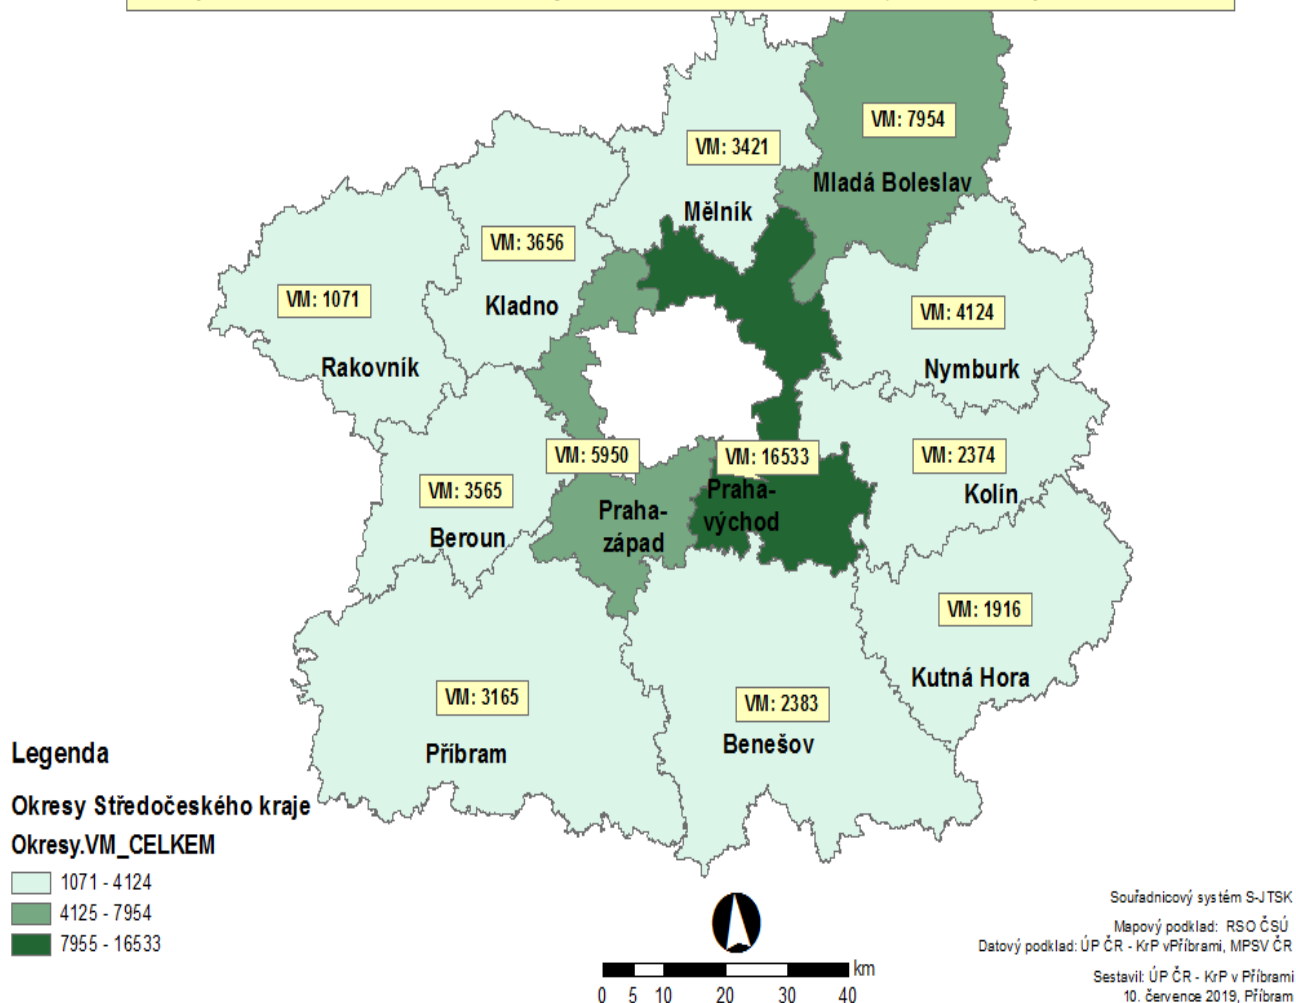 VM: 7954
VM: 3421
Mladá Boleslav
Mělník
VM: 3656
VM: 1071
Kladno
VM: 4124
Rakovník
Nymburk
VM: 5950
VM: 16533
VM: 2374
VM: 3565
Praha-
východ
Kolín
Praha-
západ
Beroun
VM: 1916
Kutná Hora
VM: 3165
VM: 2383
Příbram
Benešov
Legenda
Okresy Středočeského kraje
Okresy.VM_CELKEM
1071 - 4124
4125 - 7954
7955 - 16533
km
0 5 10 20 30 40
Souřadnicový systém S-JTSK
Mapový podklad: RSO ČSÚ
Datový podklad: ÚP ČR - KrP vPříbrami, MPSV ČR
Sestavil: ÚP ČR - KrP v Příbrami
10. července 2019, Příbram